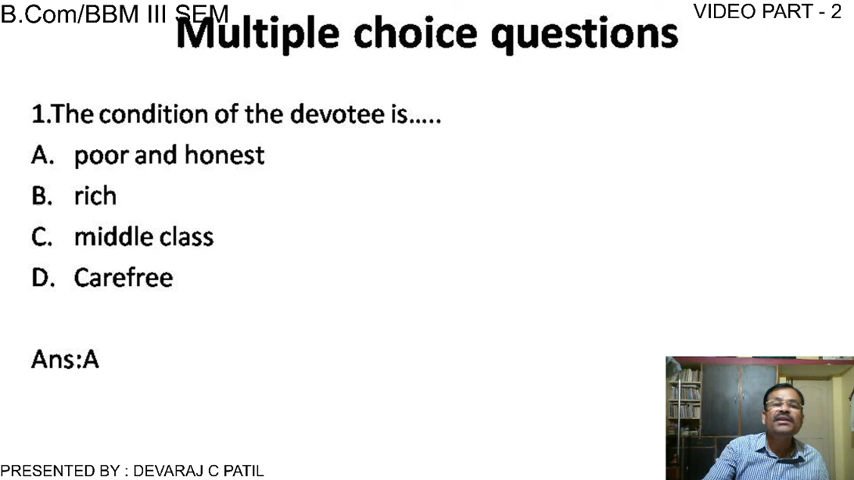 B.Com/BBM III SEM
VIDEO PART - 2
Multiple choice questions
1.The condition of the devotee is.....
A. poor and honest
B. rich
C. middle class
D. Carefree
Ans:A
PRESENTED BY : DEVARAJ C PATIL